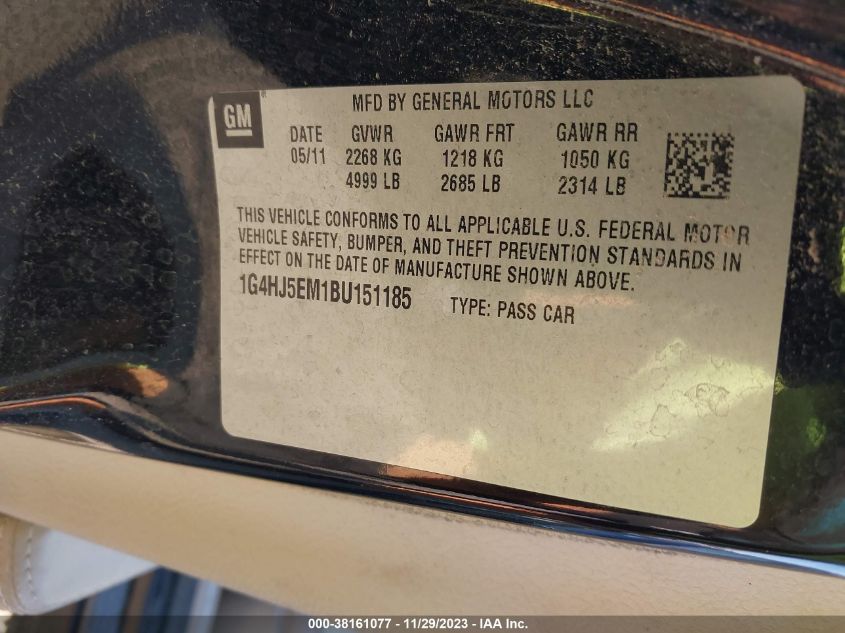 GM
MFD BY GENERAL MOTORS LLC
DATE GVWR GAWR FRT GAWR RR
05/11 2268 KG 1218 KG 1050 KG
4999 LB 2685 LB 2314 LB
THIS VEHICLE CONFORMS TO ALL APPLICABLE U.S. FEDERAL MOTOR
VEHICLE SAFETY, BUMPER, AND THEFT PREVENTION STANDARDS IN
EFFECT ON THE DATE OF MANUFACTURE SHOWN ABOVE.
1G4HJ5EM1BU151185 TYPE: PASS CAR
000-38161077 - 11/29/2023 - IAA Inc.